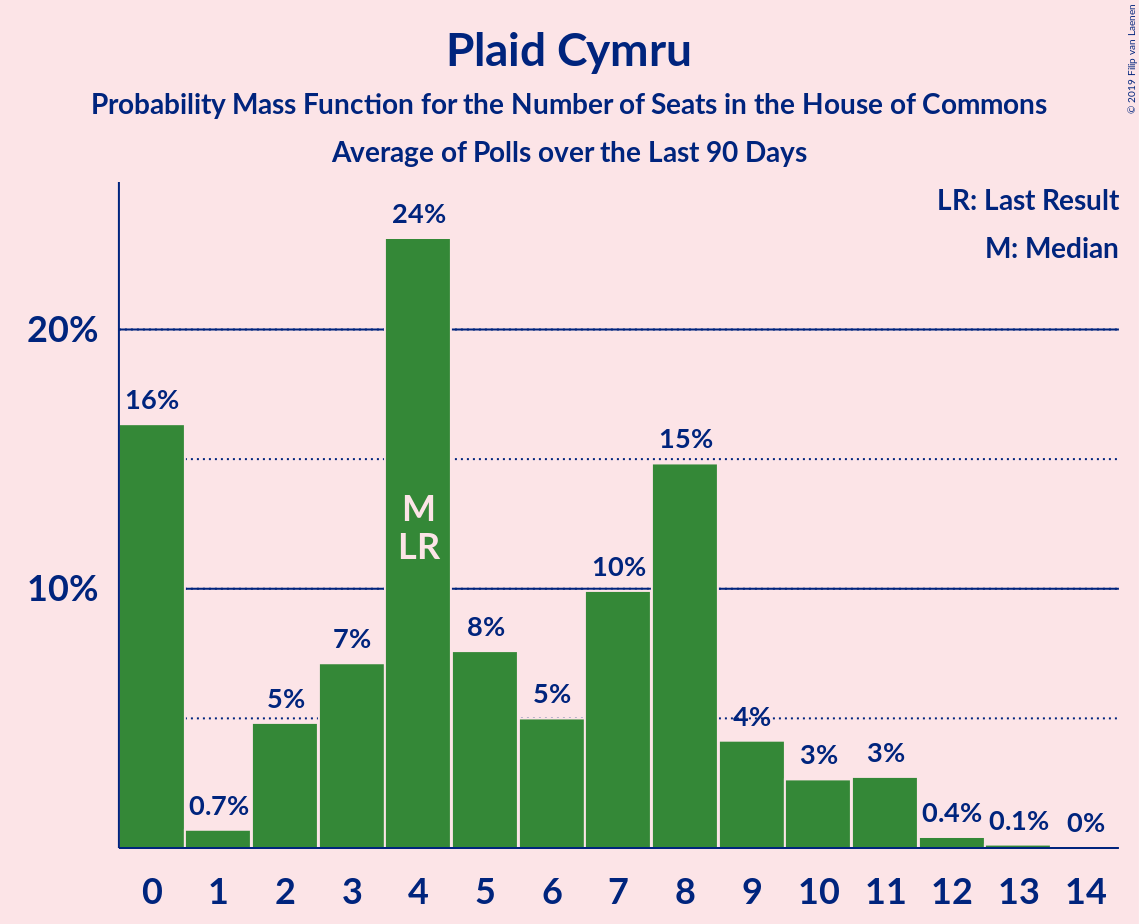 Plaid Cymru
Probability Mass Function for the Number of Seats in the House of Commons
Average of Polls over the Last 90 Days
© 2019 Filip van Laenen
LR: Last Result
M: Median
20%
10%
16%
0.7%
5%
7%
24%
M
LR
8%
5%
10%
15%
4%
3%
3%
0.4%
0.1%
0%
0 1 2 3 4 5 6 7 8 9 10 11 12 13 14